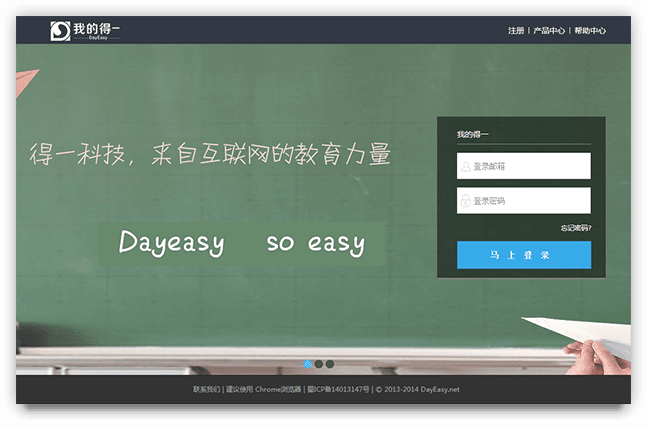 我的得一
DayEasy
注册 | 产品中心 | 帮助中心
得一科技，来自互联网的教育力量
Dayeasy so easy
我的得一
登录邮箱
登录密码
忘记密码?
马 上 登 录
联系我们 | 建议使用 Chrome浏览器 | 蜀ICP备14013147号 | © 2013-2014 DayEasy.net